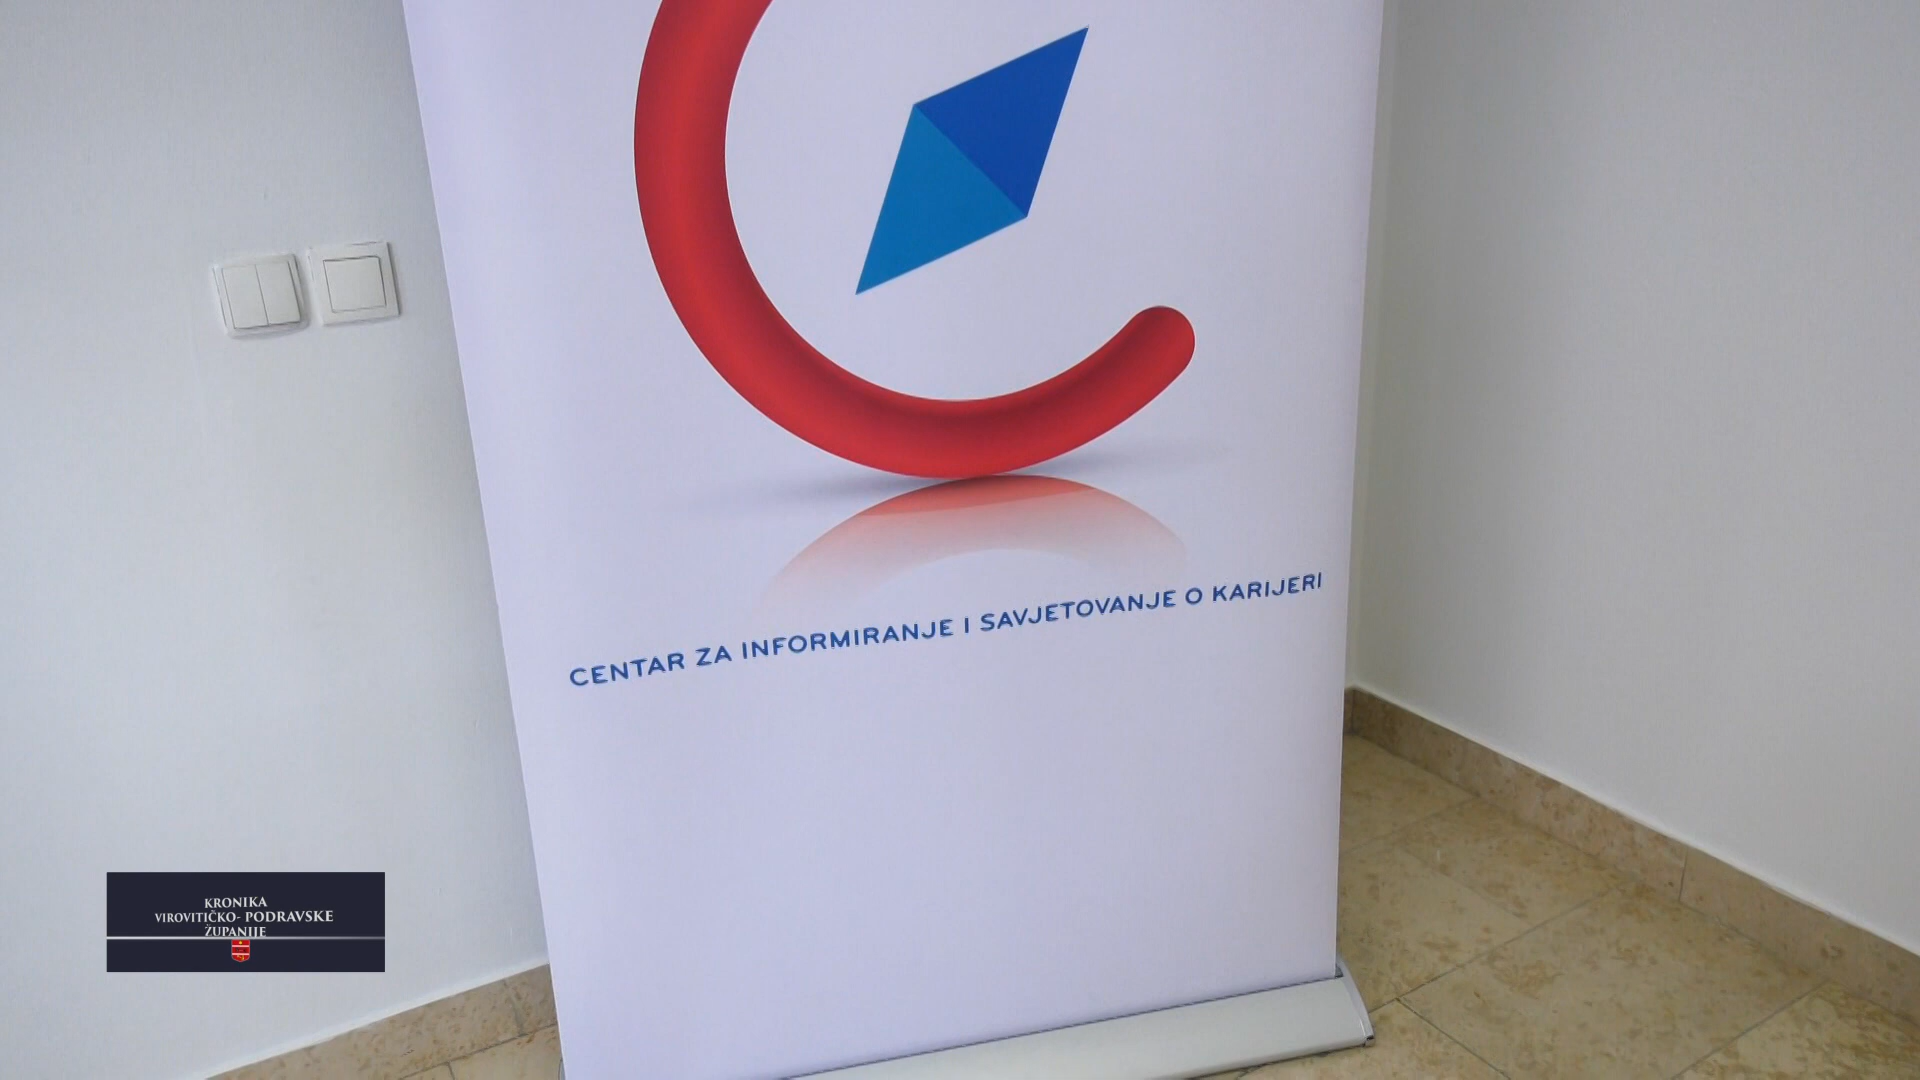 CENTAR ZA INFORMIRANJE I SAVJETOVANJE O KARIJERI
KRONIKA
VIROVITIČKO- PODRAVSKE
ŽUPANIJE